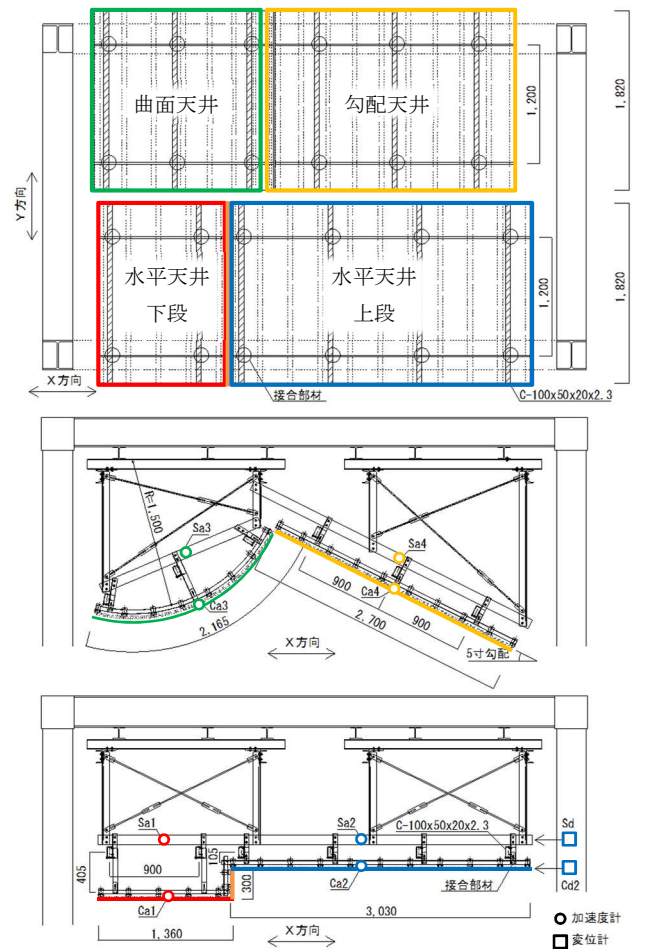 曲面天井
勾配天井
1,200
1,820
Y方向
水平天井
下段
水平天井
上段
1,200
1,820
X方向
接合部材
C-100x50x20x2.3
R=1,500
Sa3
Sa4
Ca3
900
Ca4
2,165
2,700
900
X方向
5寸勾配
Sa1
Sa2
C-100x50x20x2.3
Sd
405
900
105
Ca1
300
Ca2
接合部材
Cd2
3,030
1,360
X方向
加速度計
変位計